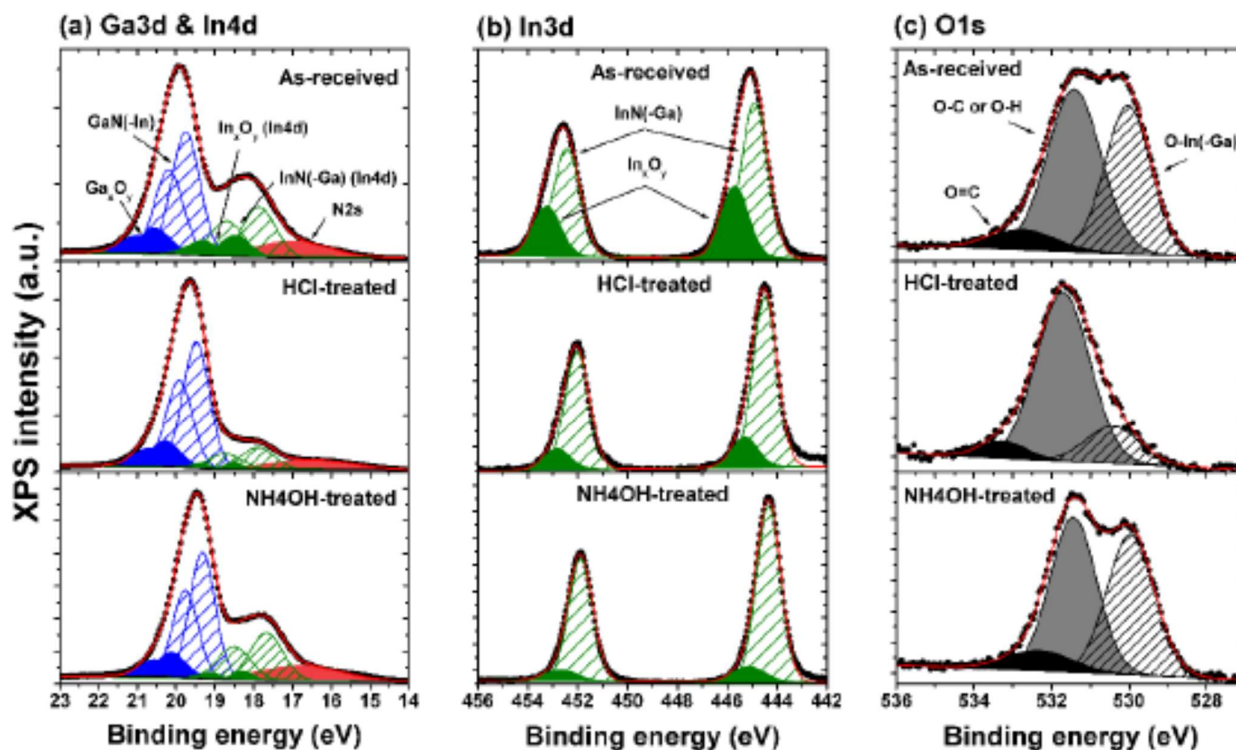 (a) Ga3d & In4d
(b) In3d
(c) O1s
As-received
GaN(-In)
InxOy (In4d)
GaxOy
InN(-Ga) (In4d)
N2s
As-received
InN(-Ga)
InxOy
As-received
O-C or O-H
O-In(-Ga)
O=C
HCl-treated
HCl-treated
HCl-treated
NH4OH-treated
NH4OH-treated
NH4OH-treated
XPS intensity (a.u.)
23 22 21 20 19 18 17 16 15 14
456 454 452 450 448 446 444 442
536 534 532 530 528
Binding energy (eV)
Binding energy (eV)
Binding energy (eV)